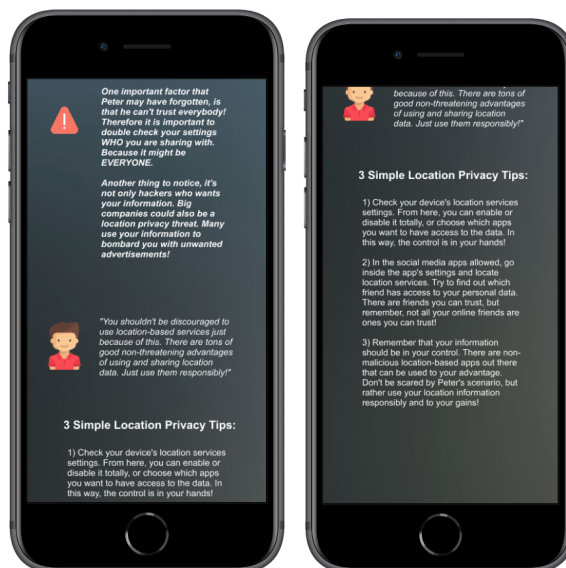 One important factor that
Peter may have forgotten, is
that he can't trust everybody!
Therefore it is important to
double check your settings
WHO you are sharing with.
Because it might be
EVERYONE.
Another thing to notice, it's
not only hackers who wants
your information. Big
companies could also be a
location privacy threat. Many
use your information to
bombard you with unwanted
advertisements!
"You shouldn't be discouraged to
use location-based services just
because of this. There are tons of
good non-threatening advantages
of using and sharing location
data. Just use them responsibly!"
3 Simple Location Privacy Tips:
1) Check your device's location services
settings. From here, you can enable or
disable it totally, or choose which apps
you want to have access to the data. In
this way, the control is in your hands!
because of this. There are tons of
good non-threatening advantages
of using and sharing location
data. Just use them responsibly!"
3 Simple Location Privacy Tips:
1) Check your device's location services
settings. From here, you can enable or
disable it totally, or choose which apps
you want to have access to the data. In
this way, the control is in your hands!
2) In the social media apps allowed, go
inside the app's settings and locate
location services. Try to find out which
friend has access to your personal data.
There are friends you can trust, but
remember, not all your online friends are
ones you can trust!
3) Remember that your information
should be in your control. There are non-
malicious location-based apps out there
that can be used to your advantage.
Don't be scared by Peter's scenario, but
rather use your location information
responsibly and to your gains!